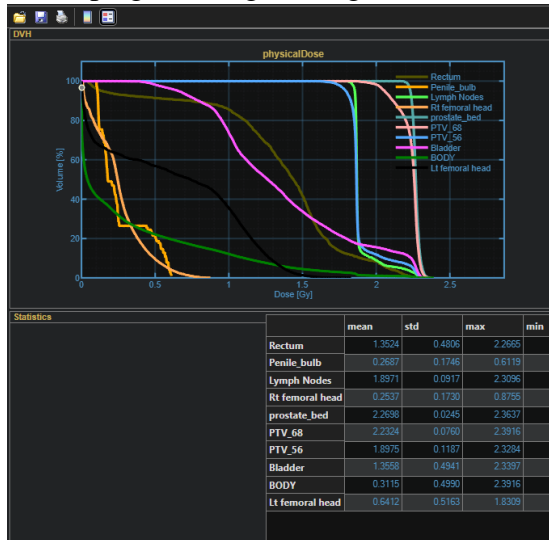 DVH
physicalDose
Volume [%]
100
80
60
40
20
0
0
0.5
1
1.5
2
2.5
Dose [Gy]
Rectum
Penile_bulb
Lymph Nodes
Rt femoral head
prostate_bed
PTV_68
PTV_56
Bladder
BODY
Lt femoral head
Statistics
mean std max min
Rectum 1.3524 0.4806 2.2665
Penile_bulb 0.2687 0.1746 0.6119
Lymph Nodes 1.8971 0.0917 2.3096
Rt femoral head 0.2537 0.1730 0.8755
prostate_bed 2.2698 0.0245 2.3637
PTV_68 2.2324 0.0760 2.3916
PTV_56 1.8975 0.1187 2.3284
Bladder 1.3558 0.4941 2.3397
BODY 0.3115 0.4990 2.3916
Lt femoral head 0.6412 0.5163 1.8309